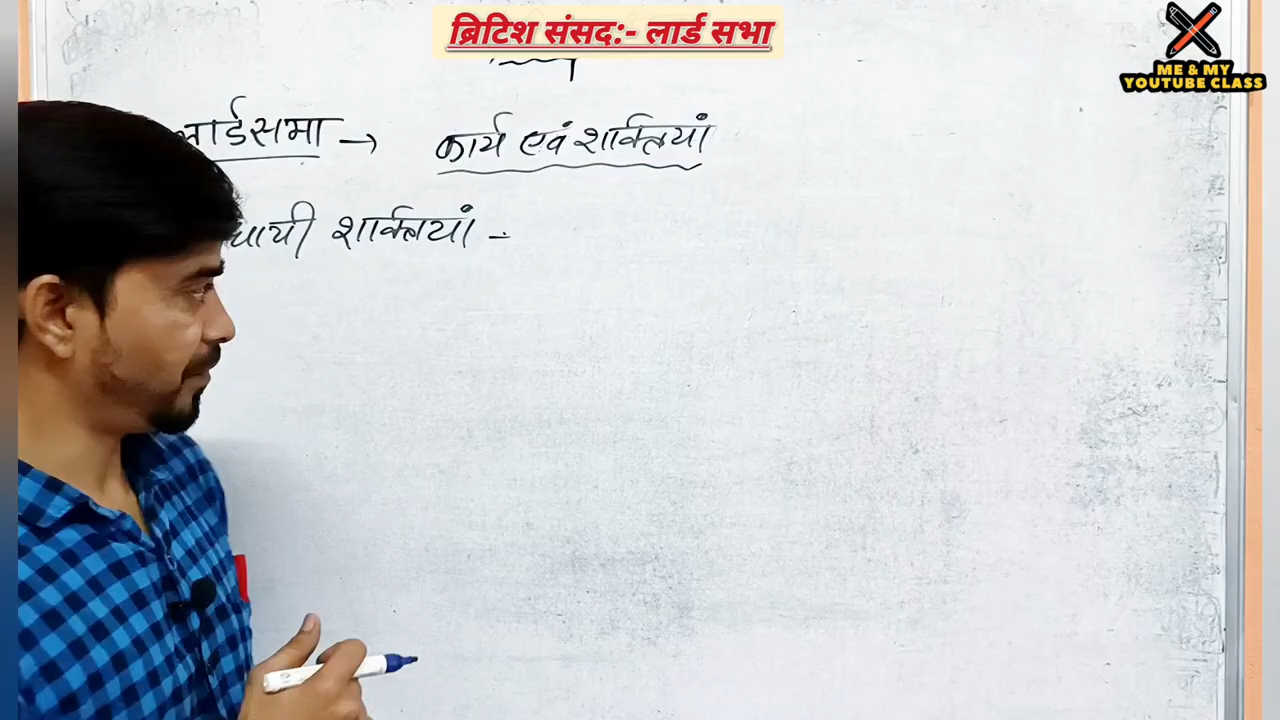 ब्रिटिश संसद:- लार्ड सभा
ME & MY
YOUTUBE CLASS
लार्डसभा → कार्य एवं शक्तियां
धायी शक्तियां -